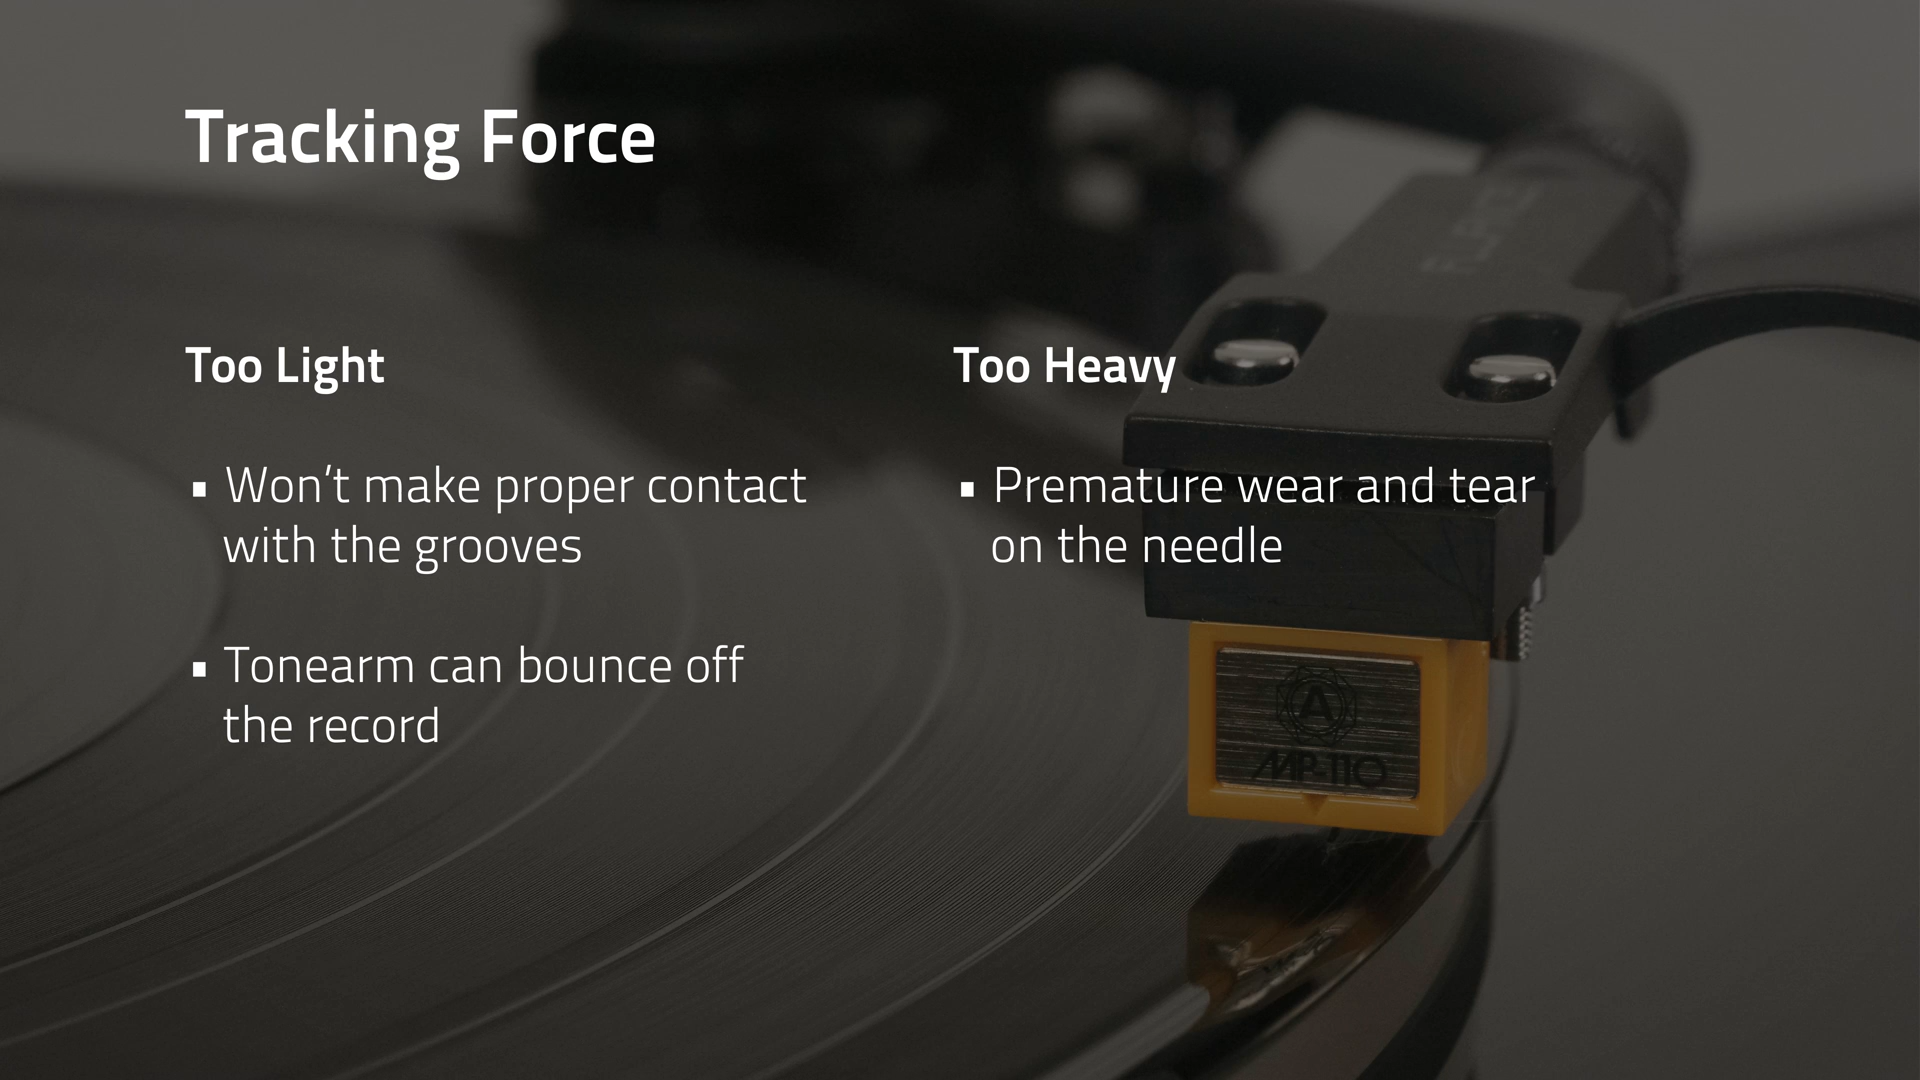 Tracking Force
Too Light
▪ Won’t make proper contact
with the grooves
▪ Tonearm can bounce off
the record
Too Heavy
▪ Premature wear and tear
on the needle
A
MP-110